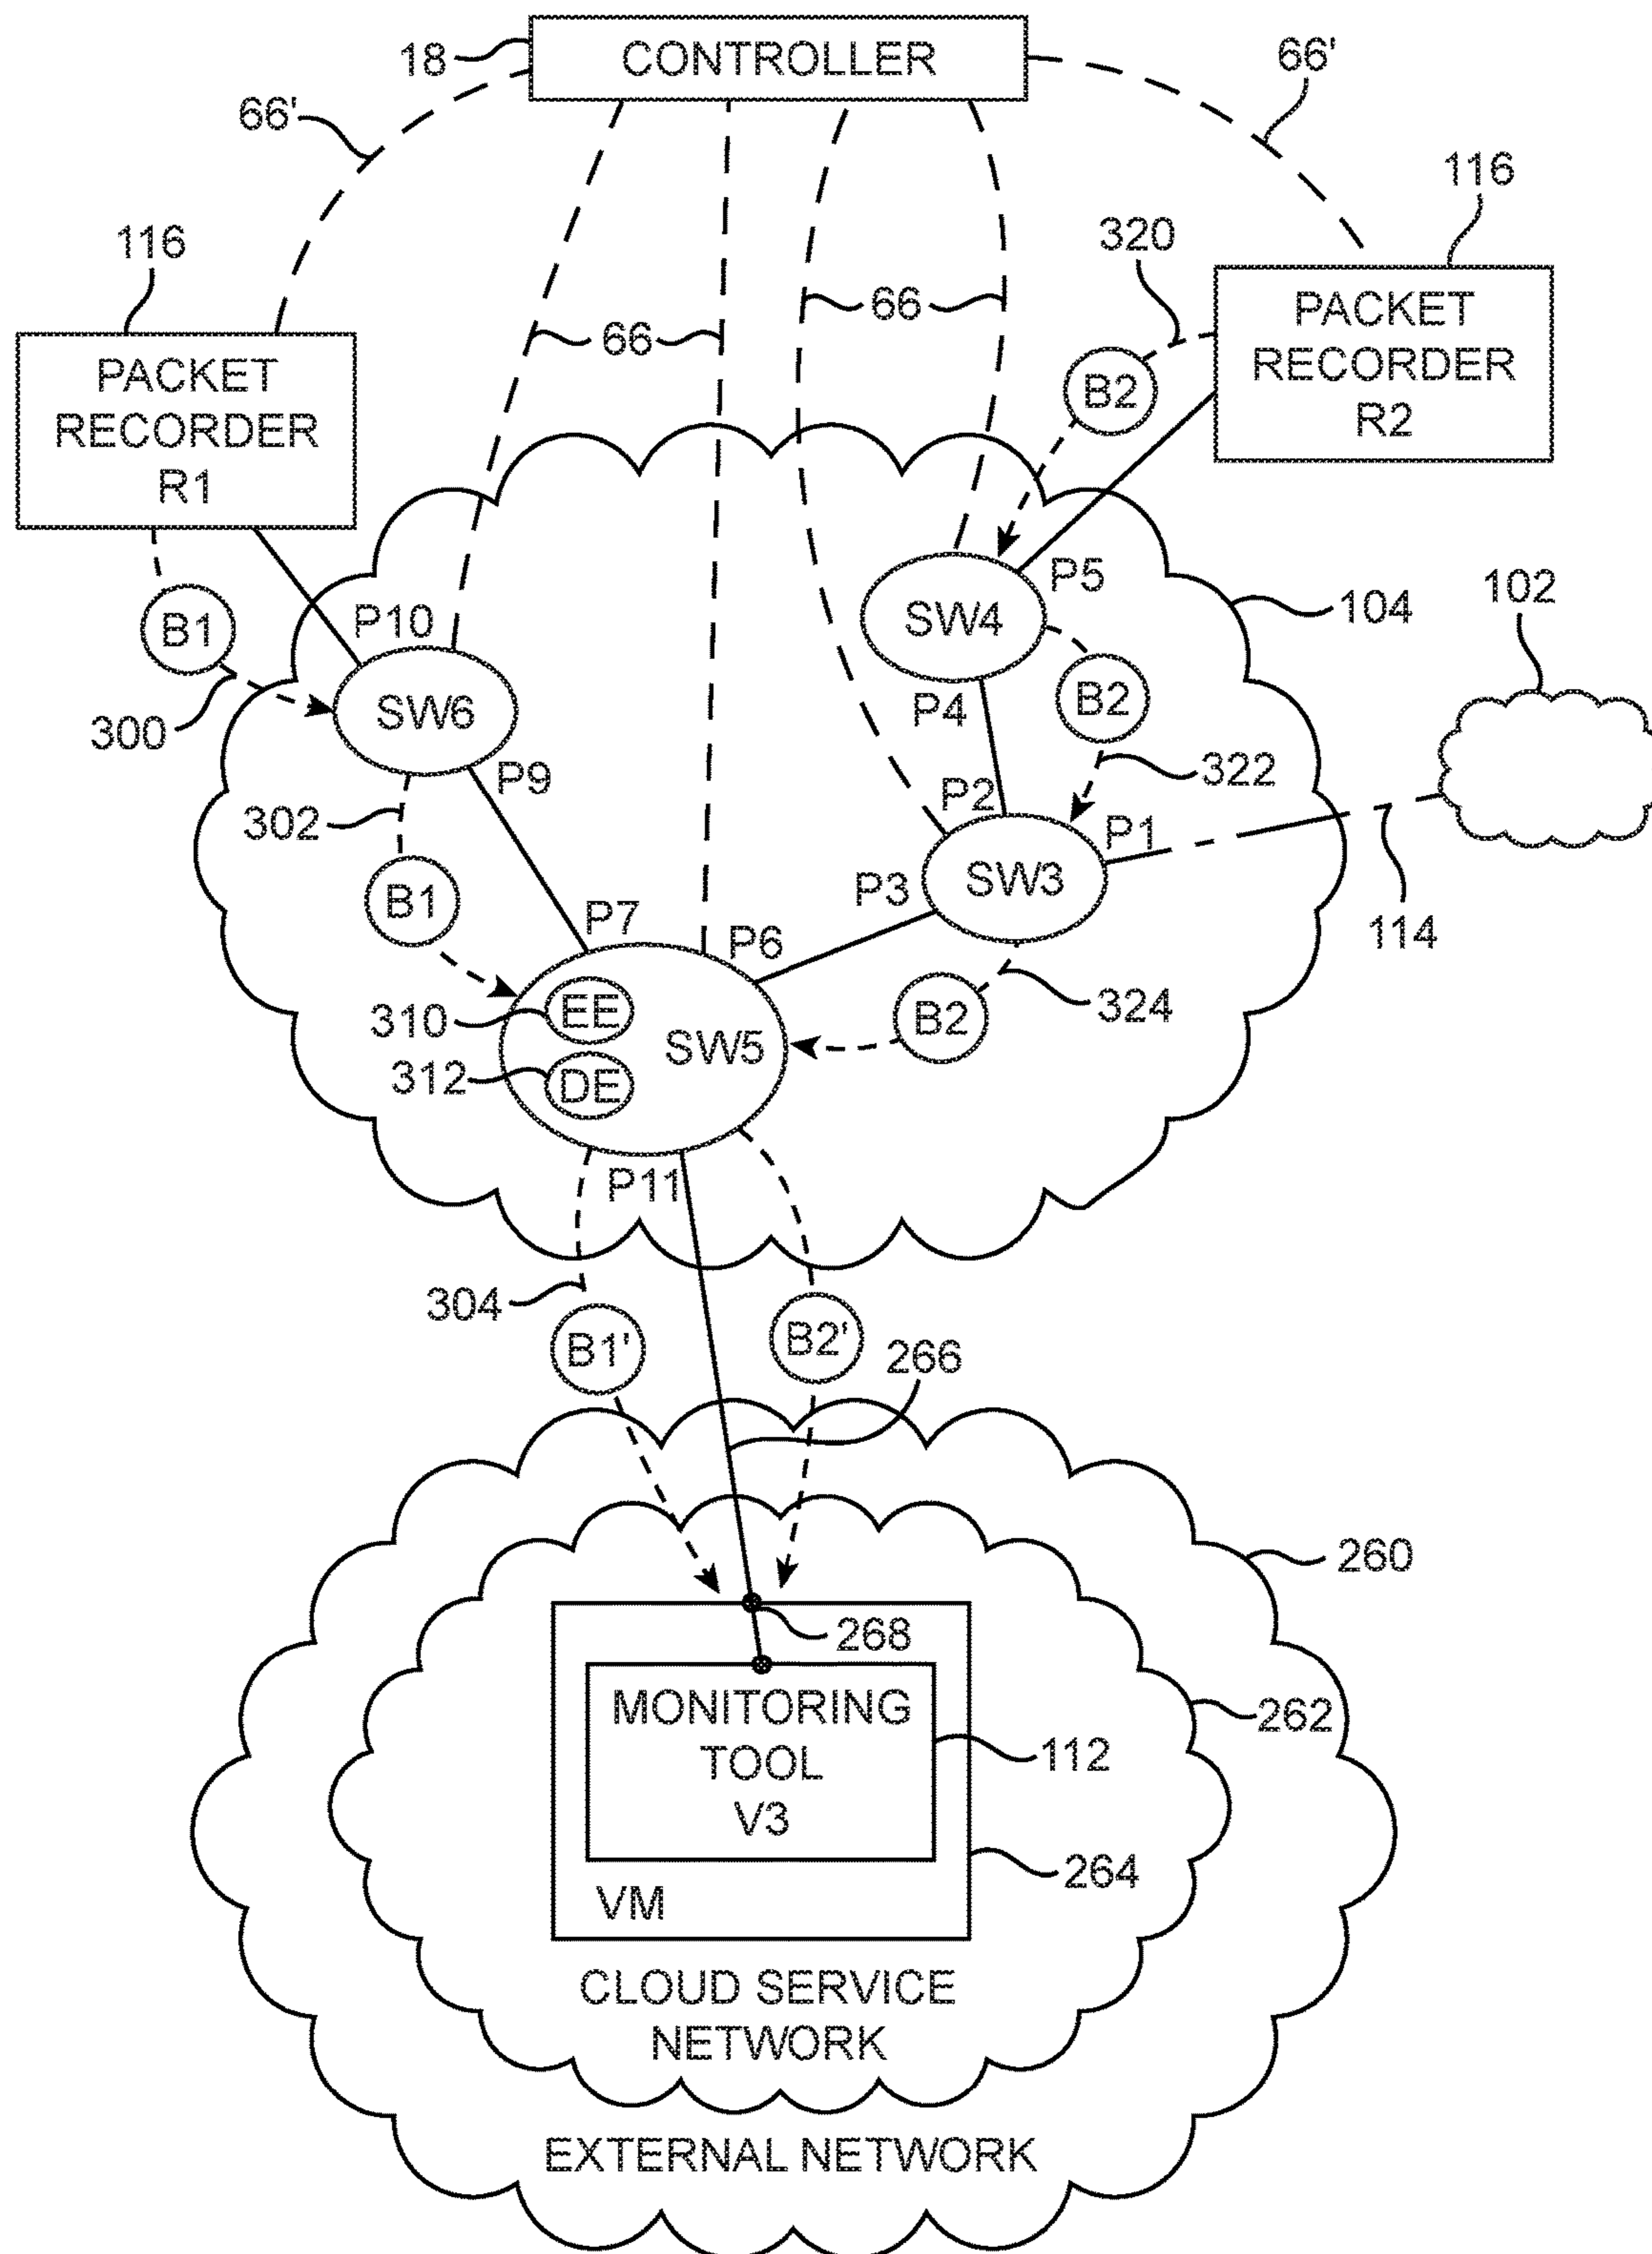 18
CONTROLLER
66'
66'
116
116
320
66
66
PACKET
RECORDER
R2
PACKET
RECORDER
R1
B2
P5
102
104
SW4
B1
P10
B2
P4
SW6
300
322
P9
P2
P1
302
SW3
P3
B1
P7
114
P6
324
EE
B2
310
SW5
312
DE
P11
304
B1'
B2'
266
260
268
MONITORING
TOOL
V3
262
112
264
VM
CLOUD SERVICE
NETWORK
EXTERNAL NETWORK